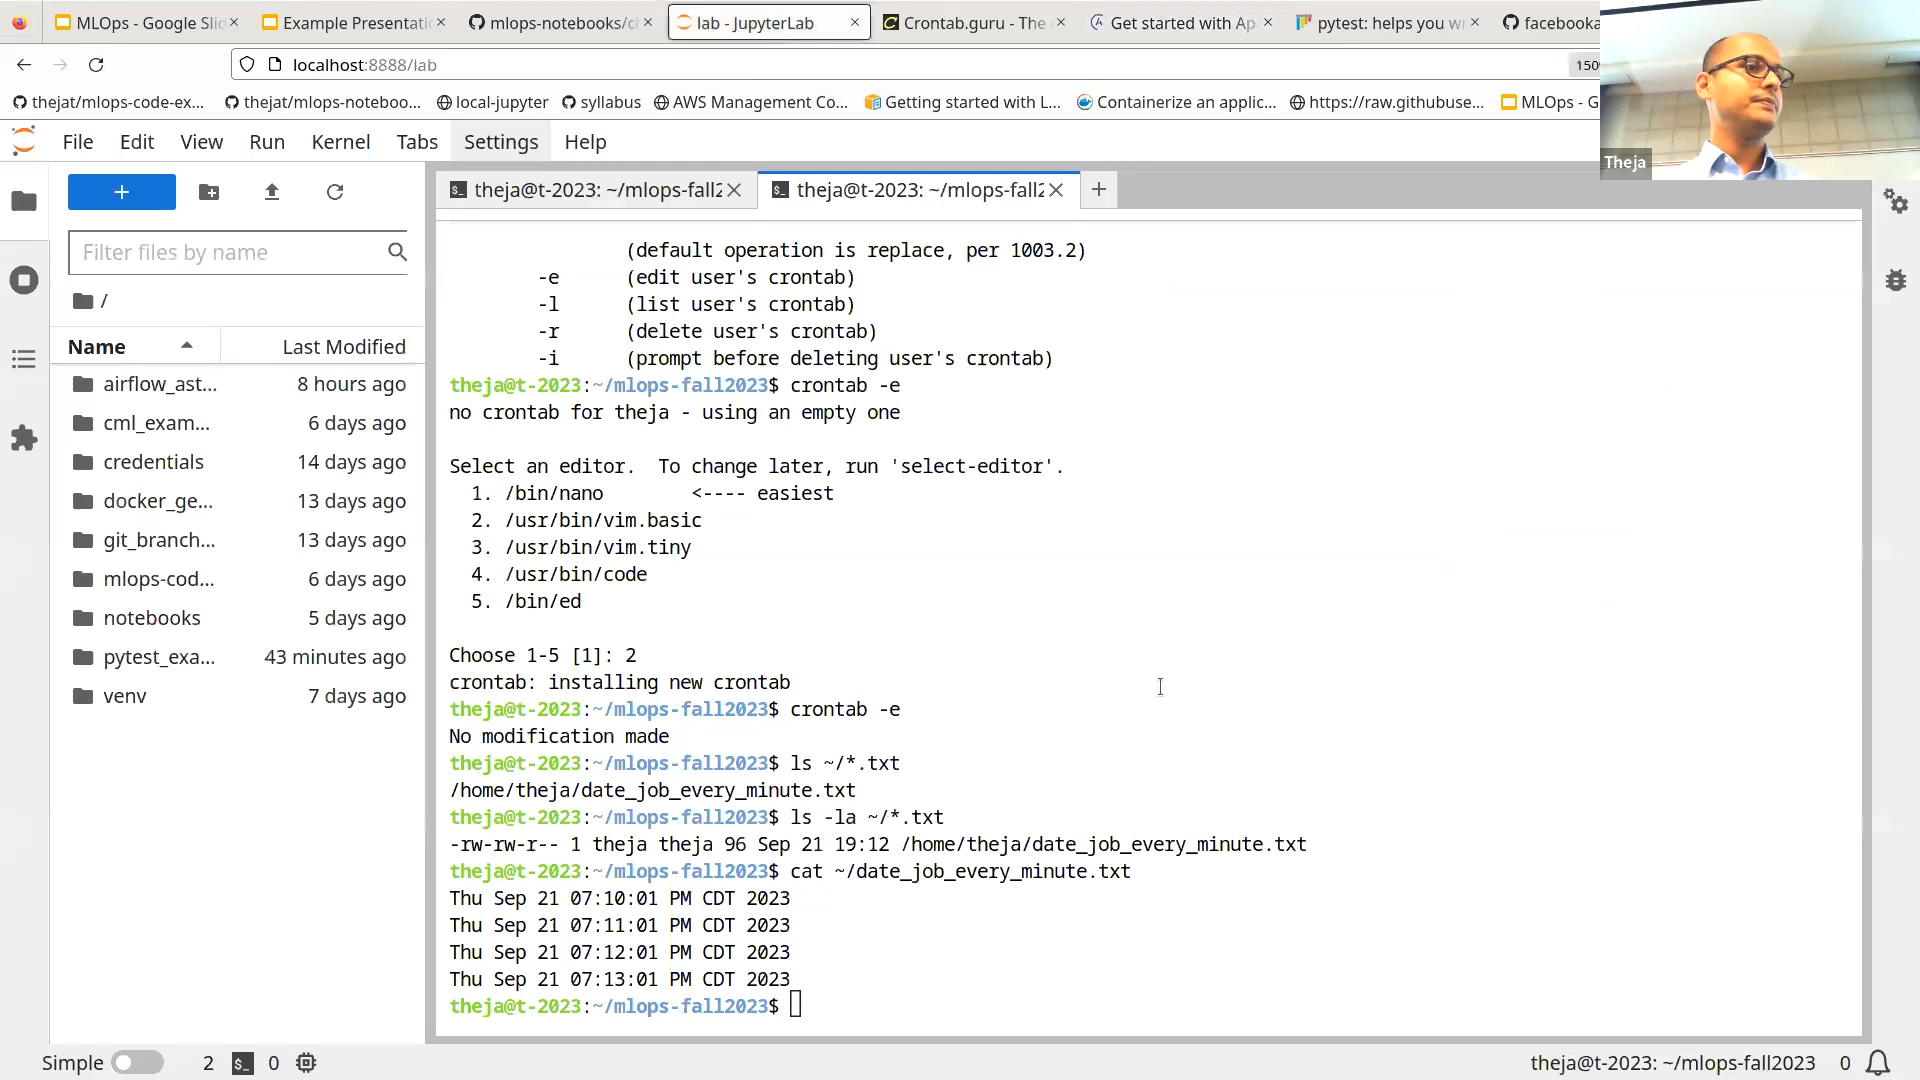 MLOps - Google Slid
Example Presentatio
mlops-notebooks/ch
lab - JupyterLab
Crontab.guru - The
Get started with Ap
pytest: helps you w
facebooka
localhost:8888/lab
150
thejat/mlops-code-ex...
thejat/mlops-noteboo...
local-jupyter
syllabus
AWS Management Co...
Getting started with L...
Containerize an applic...
https://raw.githubuse...
MLOps - G
Theja
File Edit View Run Kernel Tabs Settings Help
theja@t-2023: ~/mlops-fall2
theja@t-2023: ~/mlops-fall2
Filter files by name
/
Name Last Modified
airflow_ast... 8 hours ago
cml_exam... 6 days ago
credentials 14 days ago
docker_ge... 13 days ago
git_branch... 13 days ago
mlops-cod... 6 days ago
notebooks 5 days ago
pytest_exa... 43 minutes ago
venv 7 days ago
(default operation is replace, per 1003.2)
-e (edit user's crontab)
-l (list user's crontab)
-r (delete user's crontab)
-i (prompt before deleting user's crontab)
theja@t-2023:~/mlops-fall2023$ crontab -e
no crontab for theja - using an empty one
Select an editor. To change later, run 'select-editor'.
1. /bin/nano <---- easiest
2. /usr/bin/vim.basic
3. /usr/bin/vim.tiny
4. /usr/bin/code
5. /bin/ed
Choose 1-5 [1]: 2
crontab: installing new crontab
theja@t-2023:~/mlops-fall2023$ crontab -e
No modification made
theja@t-2023:~/mlops-fall2023$ ls ~/*.txt
/home/theja/date_job_every_minute.txt
theja@t-2023:~/mlops-fall2023$ ls -la ~/*.txt
-rw-rw-r-- 1 theja theja 96 Sep 21 19:12 /home/theja/date_job_every_minute.txt
theja@t-2023:~/mlops-fall2023$ cat ~/date_job_every_minute.txt
Thu Sep 21 07:10:01 PM CDT 2023
Thu Sep 21 07:11:01 PM CDT 2023
Thu Sep 21 07:12:01 PM CDT 2023
Thu Sep 21 07:13:01 PM CDT 2023
theja@t-2023:~/mlops-fall2023$
Simple 2 $_ 0
theja@t-2023: ~/mlops-fall2023 0